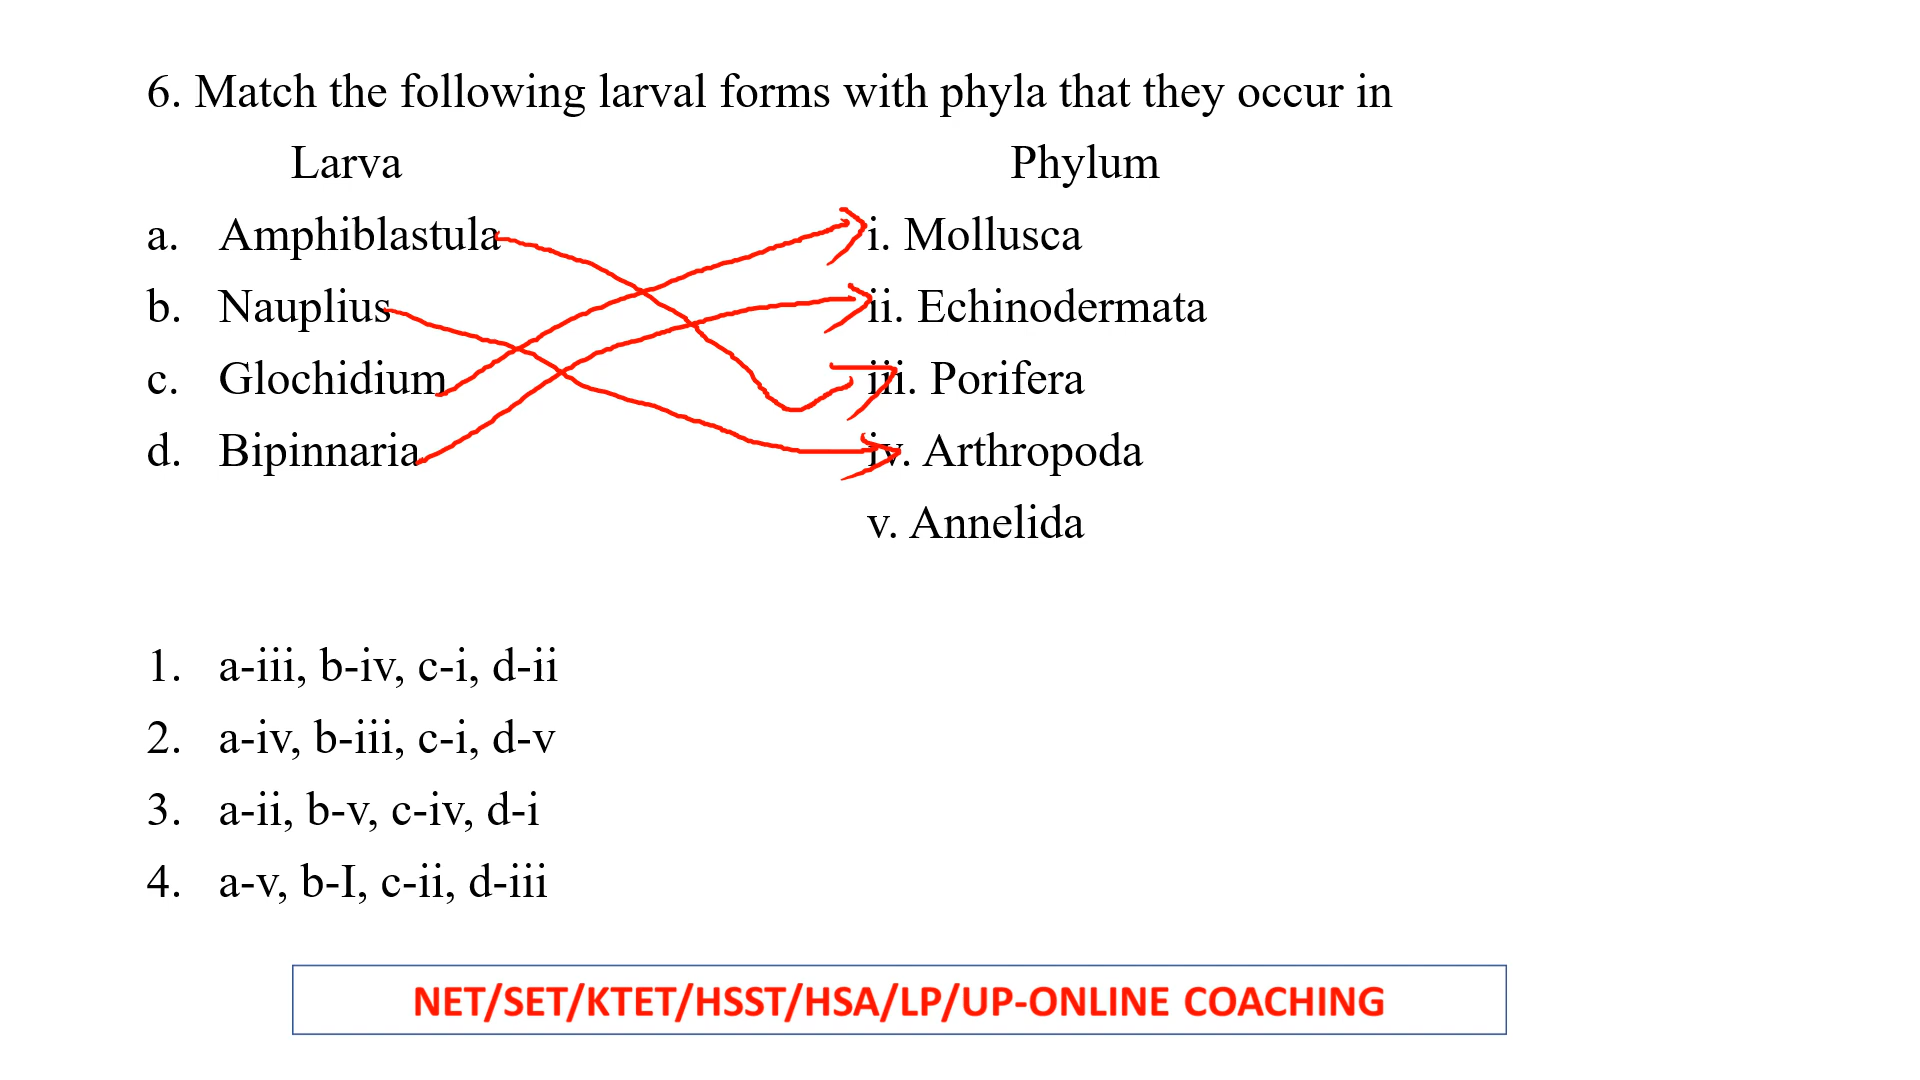 6. Match the following larval forms with phyla that they occur in
Larva Phylum
a. Amphiblastula i. Mollusca
b. Nauplius ii. Echinodermata
c. Glochidium iii. Porifera
d. Bipinnaria iv. Arthropoda
v. Annelida
1. a-iii, b-iv, c-i, d-ii
2. a-iv, b-iii, c-i, d-v
3. a-ii, b-v, c-iv, d-i
4. a-v, b-I, c-ii, d-iii
NET/SET/KTET/HSST/HSA/LP/UP-ONLINE COACHING